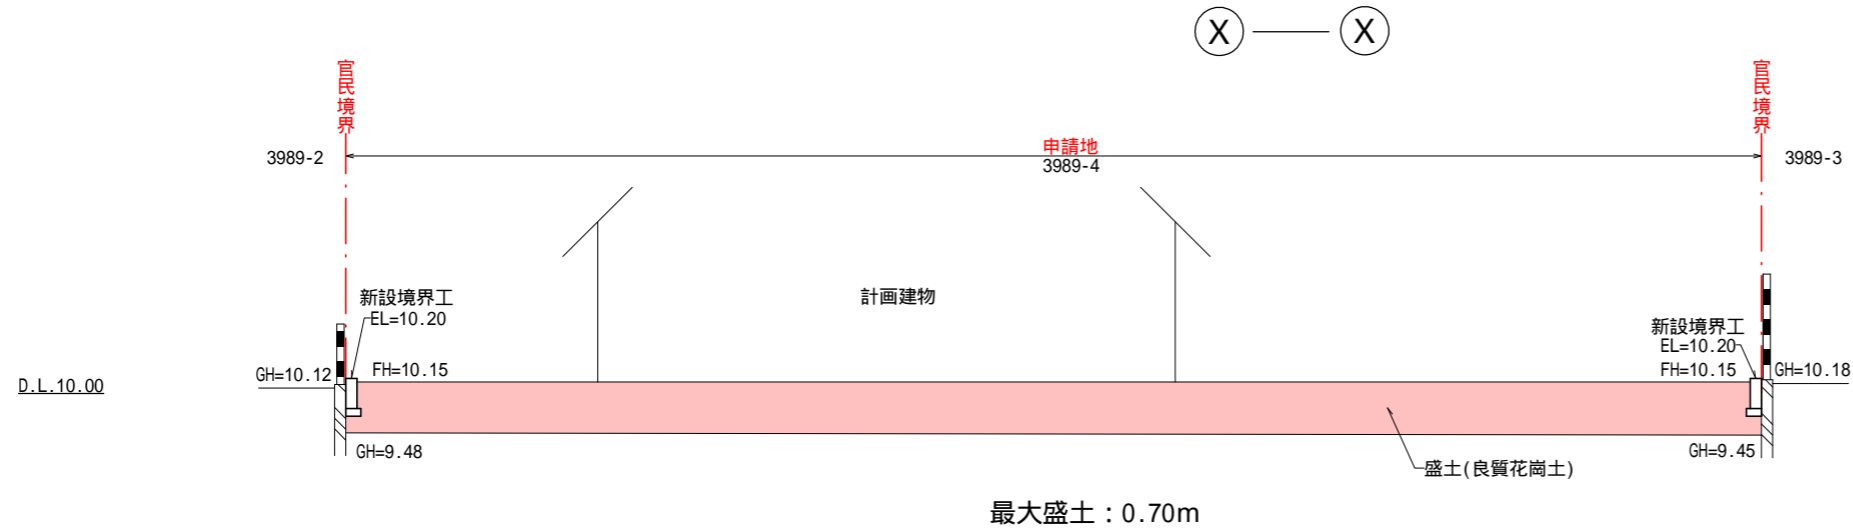 X X
官民境界
官民境界
申請地
3989-2
3989-4
3989-3
計画建物
新設境界工
EL=10.20
新設境界工
EL=10.20
GH=10.12
FH=10.15
FH=10.15
GH=10.18
D.L.10.00
GH=9.48
GH=9.45
盛土(良質花崗土)
最大盛土：0.70m